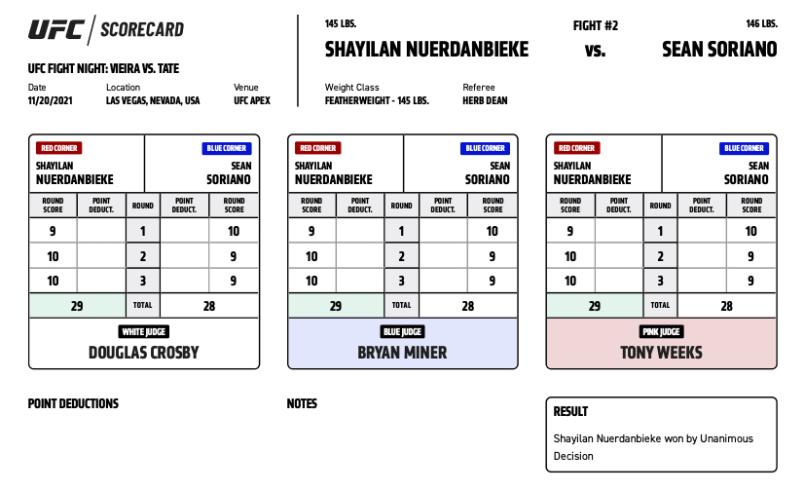 UFC / SCORECARD
UFC FIGHT NIGHT: VIEIRA VS. TATE
Date Location Venue
11/20/2021 LAS VEGAS, NEVADA, USA UFC APEX
145 LBS. FIGHT #2 146 LBS.
SHAYILAN NUERDANBIEKE vs. SEAN SORIANO
Weight Class Referee
FEATHERWEIGHT - 145 LBS. HERB DEAN
RED CORNER BLUE CORNER
SHAYILAN SEAN
NUERDANBIEKE SORIANO
ROUND POINT ROUND POINT ROUND
SCORE DEDUCT. DEDUCT. SCORE
9 1 10
10 2 9
10 3 9
29 TOTAL 28
WHITE JUDGE
DOUGLAS CROSBY
RED CORNER BLUE CORNER
SHAYILAN SEAN
NUERDANBIEKE SORIANO
ROUND POINT ROUND POINT ROUND
SCORE DEDUCT. DEDUCT. SCORE
9 1 10
10 2 9
10 3 9
29 TOTAL 28
BLUE JUDGE
BRYAN MINER
RED CORNER BLUE CORNER
SHAYILAN SEAN
NUERDANBIEKE SORIANO
ROUND POINT ROUND POINT ROUND
SCORE DEDUCT. DEDUCT. SCORE
9 1 10
10 2 9
10 3 9
29 TOTAL 28
PINK JUDGE
TONY WEEKS
POINT DEDUCTIONS
NOTES
RESULT
Shayilan Nuerdanbieke won by Unanimous
Decision